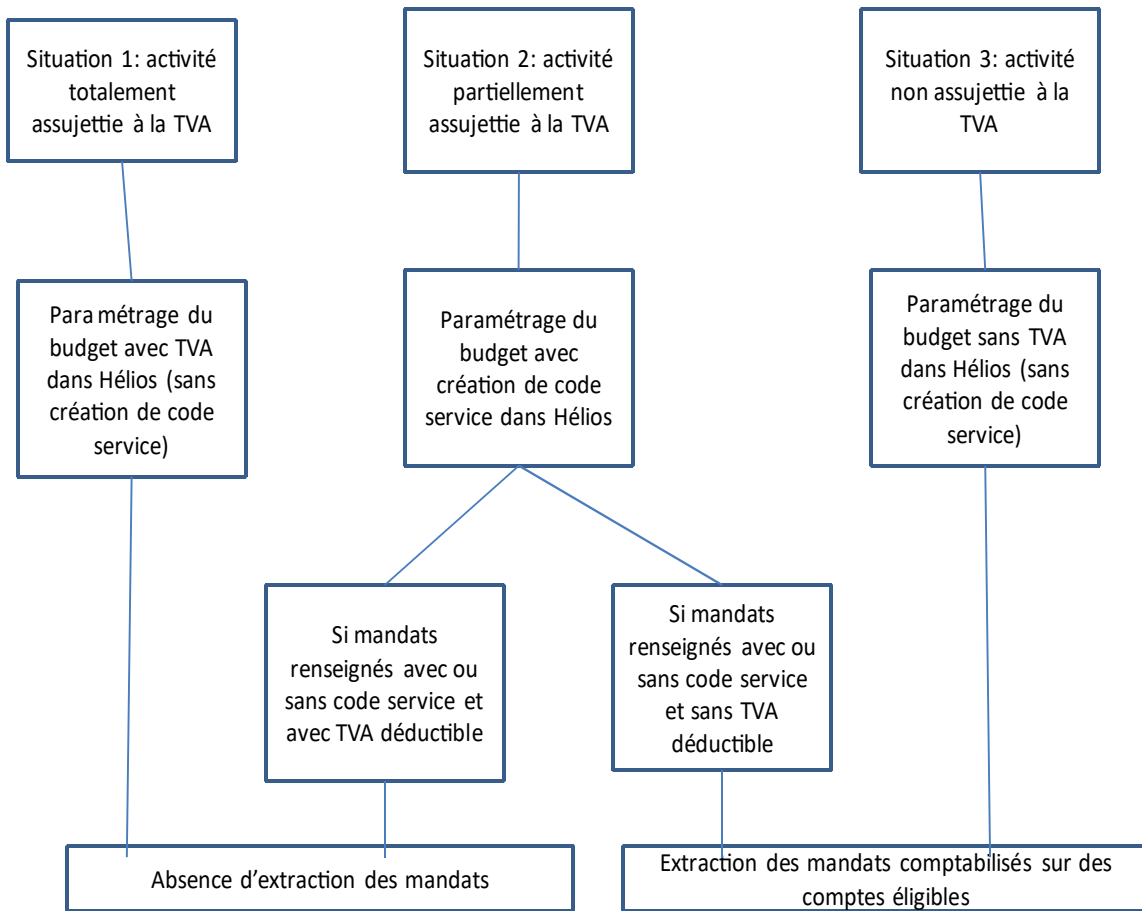 Situation 1: activité
totalement
assujettie à la TVA
Situation 2: activité
partiellement
assujettie à la TVA
Situation 3: activité
non assujettie à la
TVA
Para métrage du
budget avec TVA
dans Hélios (sans
création de code
service)
Paramétrage du
budget avec
création de code
service dans Hélios
Paramétrage du
budget sans TVA
dans Hélios (sans
création de code
service)
Si mandats
renseignés avec ou
sans code service et
avec TVA déductible
Si mandats
renseignés avec ou
sans code service
et sans TVA
déductible
Absence d'extraction des mandats
Extraction des mandats comptabilisés sur des
comptes éligibles